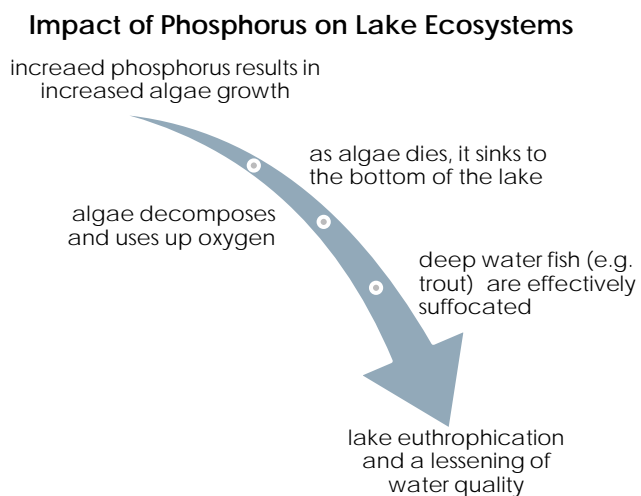 Impact of Phosphorus on Lake Ecosystems
increaed phosphorus results in
increased algae growth
as algae dies, it sinks to
the bottom of the lake
algae decomposes
and uses up oxygen
deep water fish (e.g.
trout) are effectively
suffocated
lake euthrophication
and a lessening of
water quality